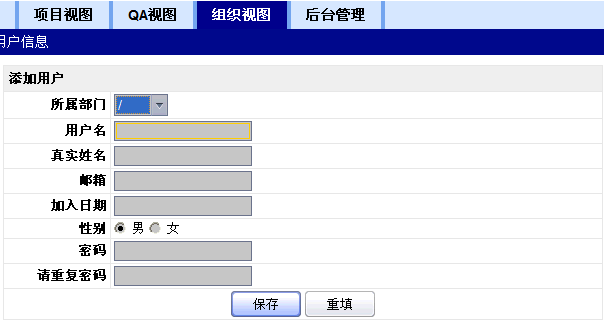 项目视图 QA视图 组织视图 后台管理
用户信息
添加用户
所属部门 /
用户名
真实姓名
邮箱
加入日期
性别 男 女
密码
请重复密码
保存 重填